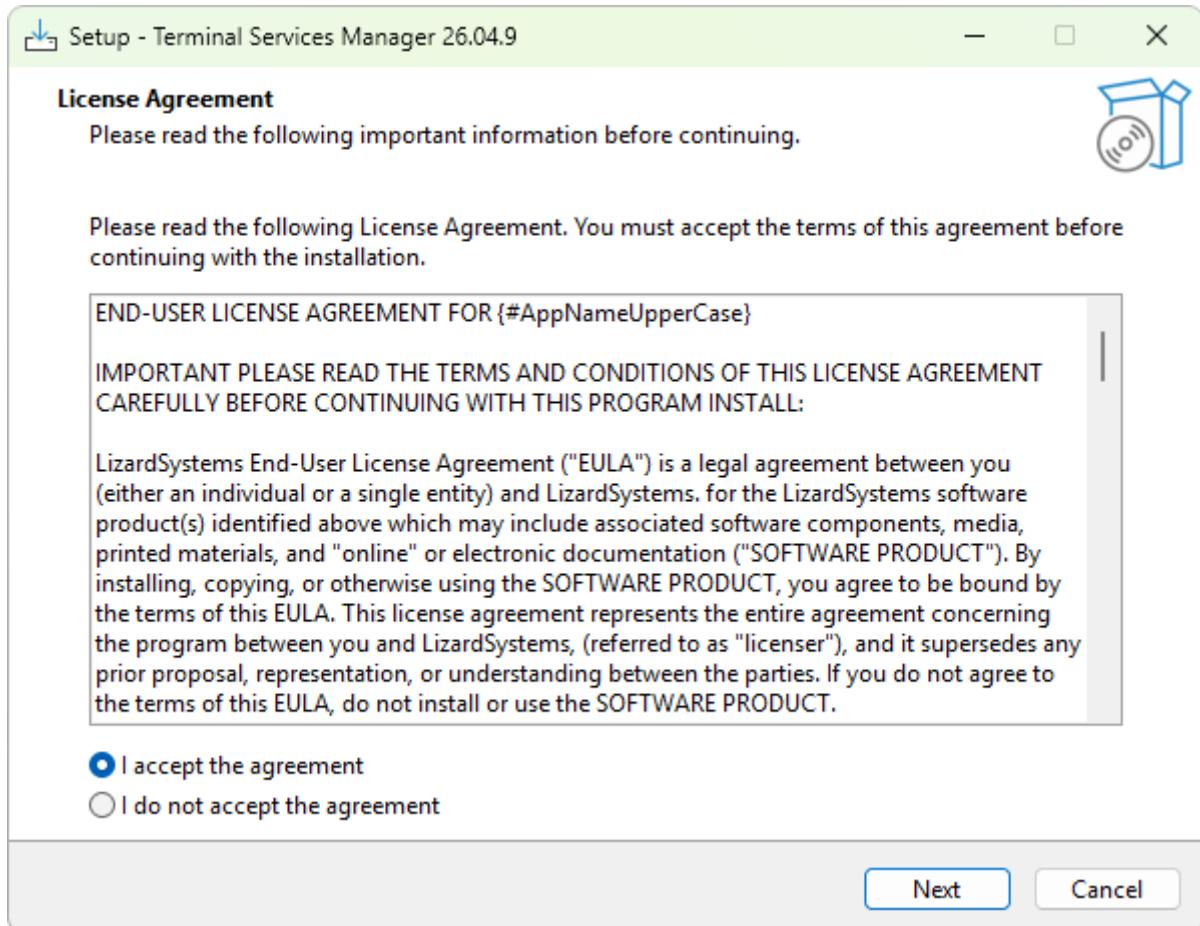 Setup - Terminal Services Manager 26.04.9
License Agreement
Please read the following important information before continuing.
Please read the following License Agreement. You must accept the terms of this agreement before
continuing with the installation.
END-USER LICENSE AGREEMENT FOR {#AppNameUpperCase}
IMPORTANT PLEASE READ THE TERMS AND CONDITIONS OF THIS LICENSE AGREEMENT
CAREFULLY BEFORE CONTINUING WITH THIS PROGRAM INSTALL:
LizardSystems End-User License Agreement ("EULA") is a legal agreement between you
(either an individual or a single entity) and LizardSystems. for the LizardSystems software
product(s) identified above which may include associated software components, media,
printed materials, and "online" or electronic documentation ("SOFTWARE PRODUCT"). By
installing, copying, or otherwise using the SOFTWARE PRODUCT, you agree to be bound by
the terms of this EULA. This license agreement represents the entire agreement concerning
the program between you and LizardSystems, (referred to as "licenser"), and it supersedes any
prior proposal, representation, or understanding between the parties. If you do not agree to
the terms of this EULA, do not install or use the SOFTWARE PRODUCT.
I accept the agreement
I do not accept the agreement
Next
Cancel